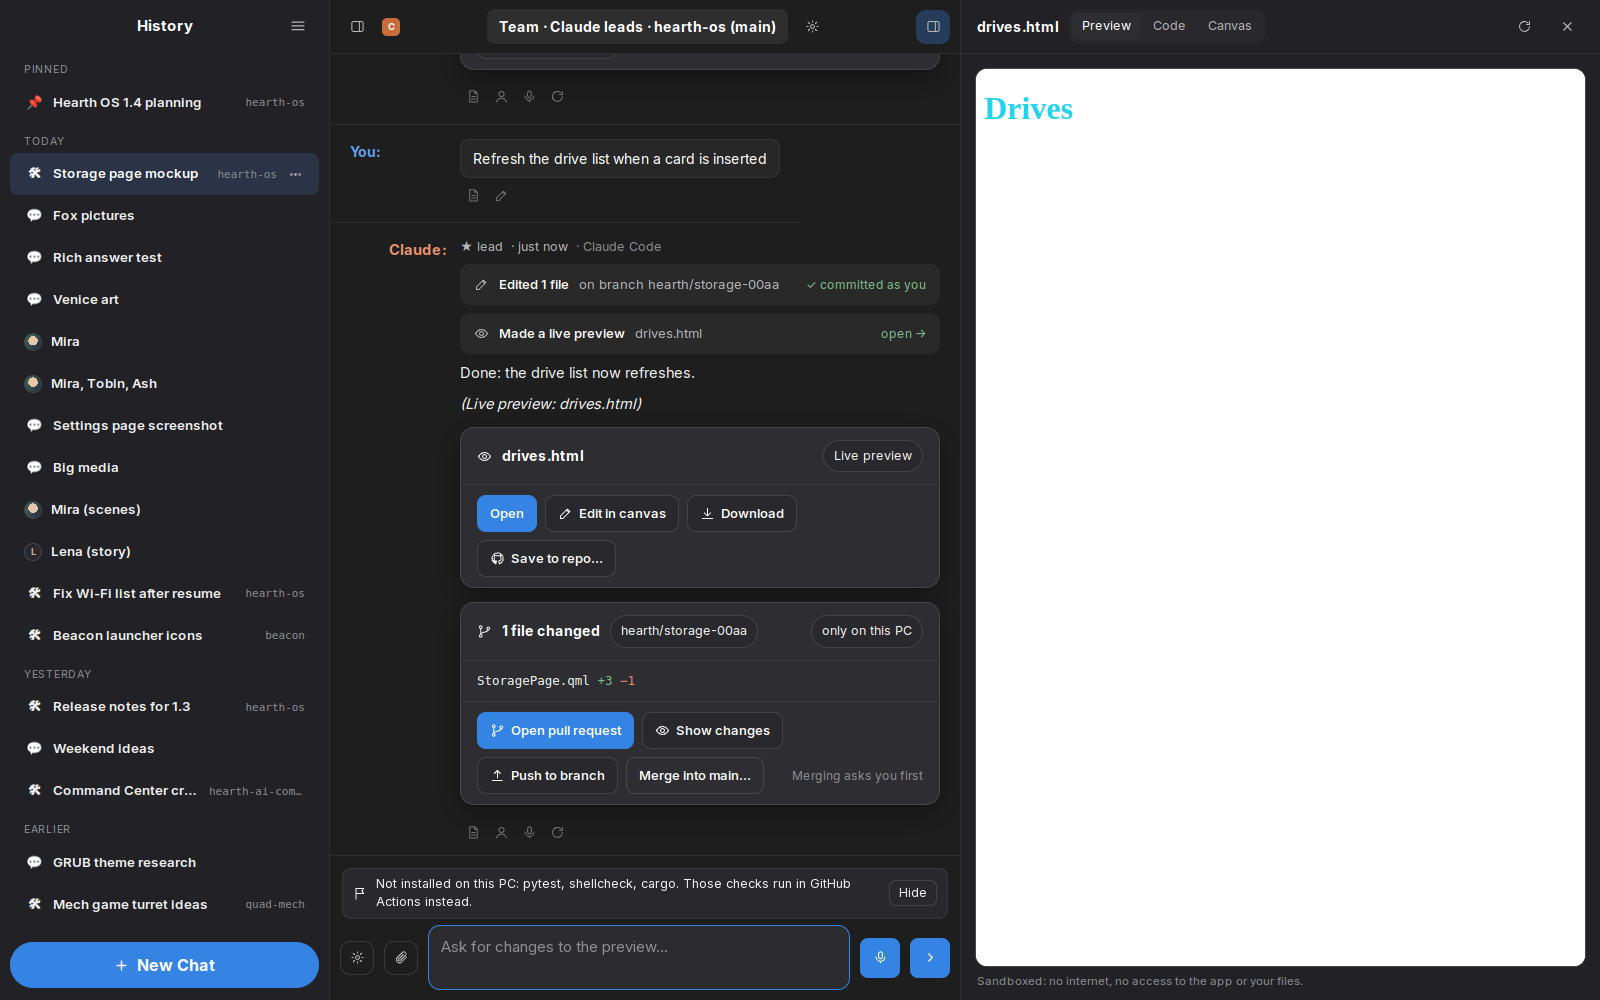 History
PINNED
Hearth OS 1.4 planning hearth-os
TODAY
Storage page mockup hearth-os
Fox pictures
Rich answer test
Venice art
Mira
Mira, Tobin, Ash
Settings page screenshot
Big media
Mira (scenes)
L Lena (story)
Fix Wi-Fi list after resume hearth-os
Beacon launcher icons beacon
YESTERDAY
Release notes for 1.3 hearth-os
Weekend ideas
Command Center cr... hearth-ai-com...
EARLIER
GRUB theme research
Mech game turret ideas quad-mech
+ New Chat
C Team · Claude leads · hearth-os (main)
You:
Refresh the drive list when a card is inserted
Claude:
★ lead · just now · Claude Code
Edited 1 file on branch hearth/storage-00aa ✓ committed as you
Made a live preview drives.html open →
Done: the drive list now refreshes.
(Live preview: drives.html)
drives.html Live preview
Open Edit in canvas Download
Save to repo...
1 file changed hearth/storage-00aa only on this PC
StoragePage.qml +3 −1
Open pull request Show changes
Push to branch Merge into main... Merging asks you first
Not installed on this PC: pytest, shellcheck, cargo. Those checks run in GitHub
Actions instead.
Hide
Ask for changes to the preview...
drives.html Preview Code Canvas
Drives
Sandboxed: no internet, no access to the app or your files.